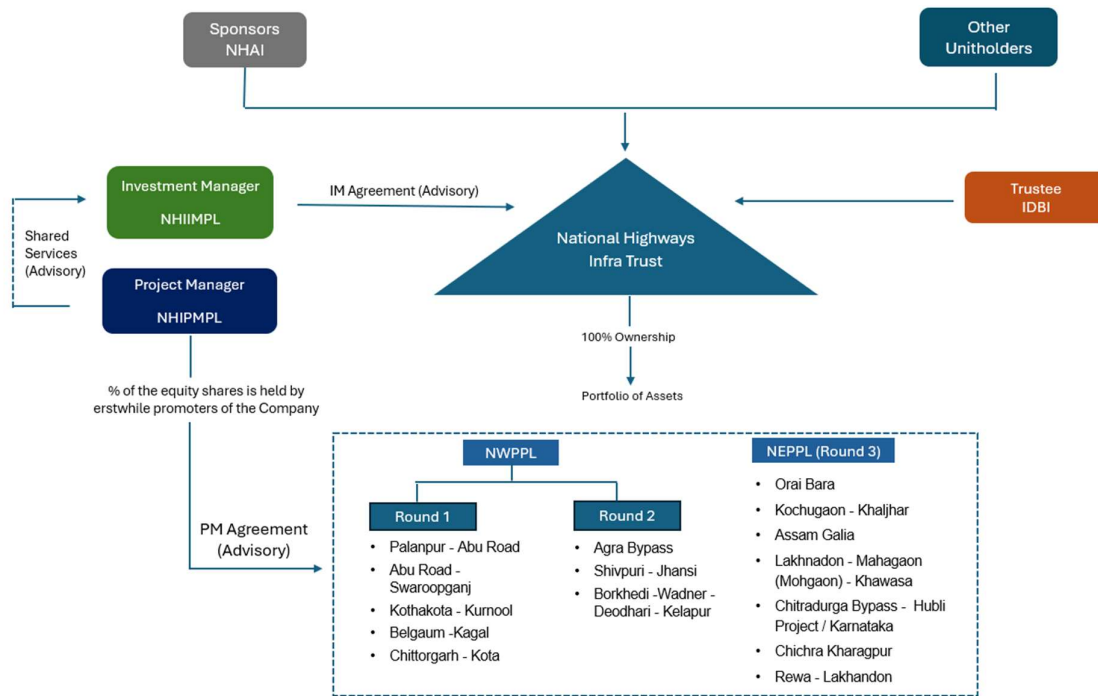 Sponsors
NHAI
Other
Unitholders
Investment Manager
NHIIMPL
IM Agreement (Advisory)
Trustee
IDBI
Shared
Services
(Advisory)
National Highways
Infra Trust
Project Manager
NHIPMPL
100% Ownership
% of the equity shares is held by
erstwhile promoters of the Company
Portfolio of Assets
PM Agreement
(Advisory)
NWPPL
Round 1
• Palanpur - Abu Road
• Abu Road -
Swaroopganj
• Kothakota - Kurnool
• Belgaum -Kagal
• Chittorgarh - Kota
Round 2
• Agra Bypass
• Shivpuri - Jhansi
• Borkhedi -Wadner -
Deodhari - Kelapur
NEPPL (Round 3)
• Orai Bara
• Kochugaon - Khaljhar
• Assam Galia
• Lakhnadon - Mahagaon
(Mohgaon) - Khawasa
• Chitradurga Bypass - Hubli
Project / Karnataka
• Chichra Kharagpur
• Rewa - Lakhandon